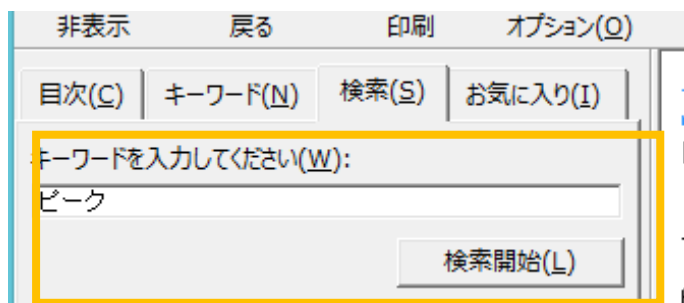 非表示 戻る 印刷 オプション(O)
目次(C) キーワード(N) 検索(S) お気に入り(I)
キーワードを入力してください(W):
ピーク
検索開始(L)